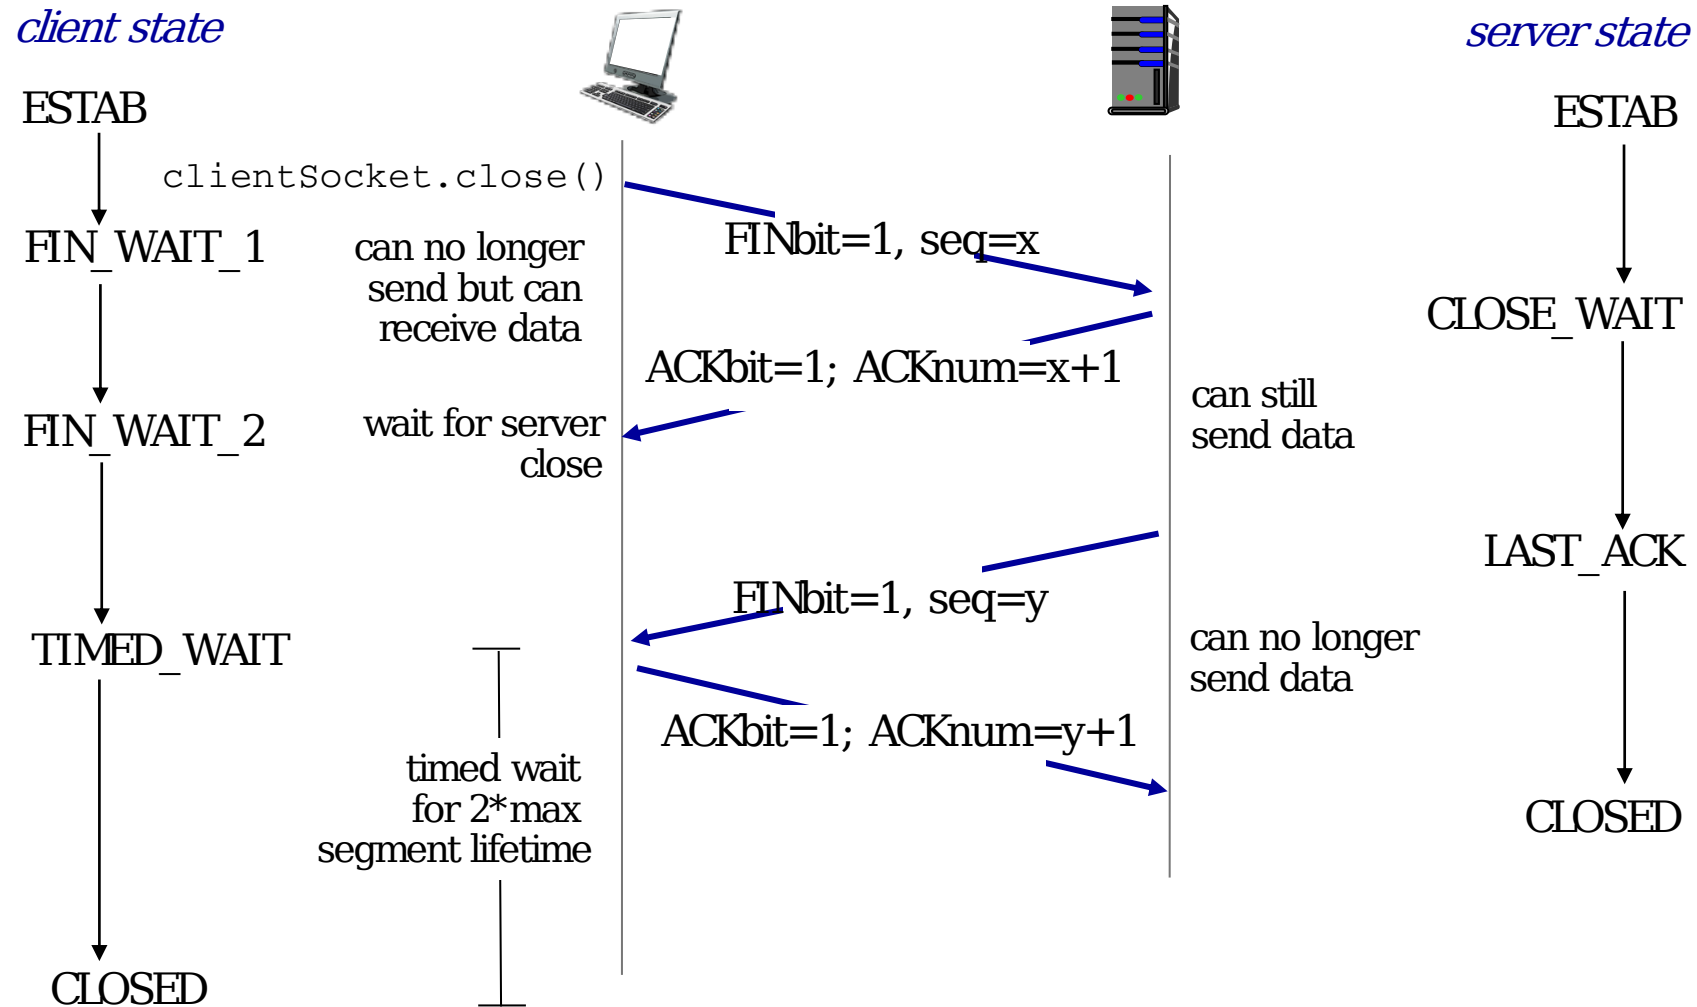 client state
server state
ESTAB
ESTAB
clientSocket.close()
FIN_WAIT_1
can no longer
send but can
receive data
FINbit=1, seq=x
CLOSE_WAIT
ACKbit=1; ACKnum=x+1
FIN_WAIT_2
wait for server
close
can still
send data
LAST_ACK
FINbit=1, seq=y
TIMED_WAIT
can no longer
send data
ACKbit=1; ACKnum=y+1
timed wait
for 2*max
segment lifetime
CLOSED
CLOSED